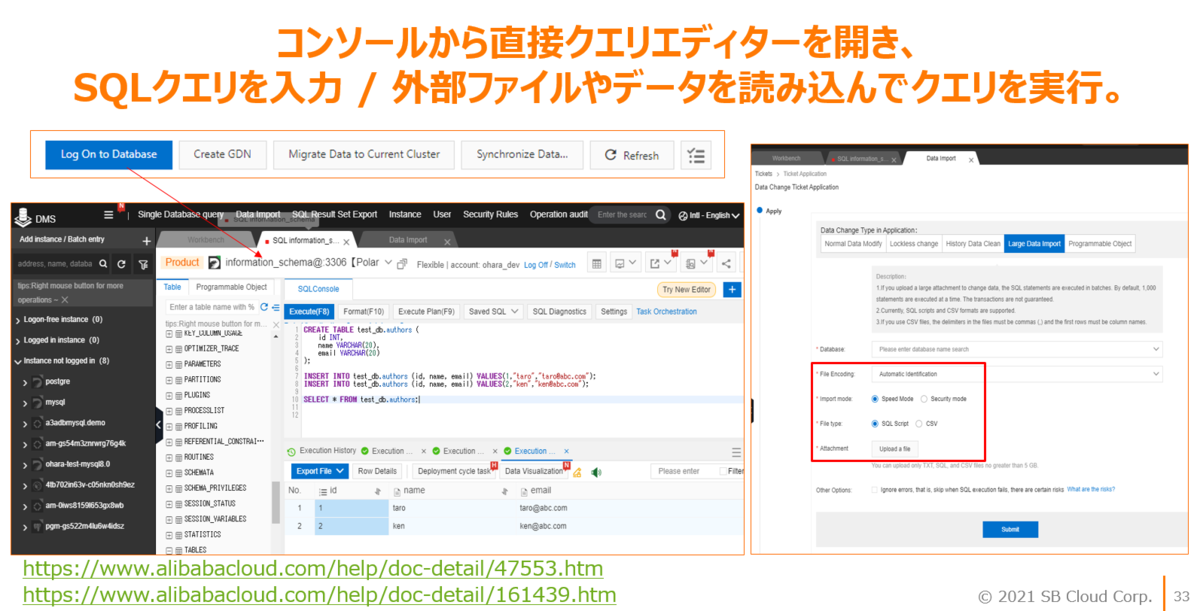 コンソールから直接クエリエディターを開き、
SQLクエリを入力 / 外部ファイルやデータを読み込んでクエリを実行。
Log On to Database
Create GDN
Migrate Data to Current Cluster
Synchronize Data...
Refresh
DMS
Single Database query
Data Import
SQL Result Set Export
Instance
User
Security Rules
Operation audit
Enter the searc
Intl - English
Add instance / Batch entry
Workbench
SQL information_s...
Data Import
address, name, databa
Product
information_schema@:3306【Polar
Flexible | account: ohara_dev Log Off / Switch
tips:Right mouse button for more
operations ~
Logon-free instance (0)
Logged in instance (0)
Instance not logged in (8)
postgre
mysql
a3adbmysql.demo
am-gs54m3znrwrg76g4k
ohara-test-mysql8.0
4tb702in63v-c05nkn0sh9ez
am-0iws8159l653gx8wb
pgm-gs522m4lu6w4idsz
Table
Programmable Object
Enter a table name with %
tips:Right mouse button for m...
KEY_COLUMN_USAGE
OPTIMIZER_TRACE
PARAMETERS
PARTITIONS
PLUGINS
PROCESSLIST
PROFILING
REFERENTIAL_CONSTRAI···
ROUTINES
SCHEMATA
SCHEMA_PRIVILEGES
SESSION_STATUS
SESSION_VARIABLES
STATISTICS
TABLES
SQLConsole
Try New Editor
Execute(F8)
Format(F10)
Execute Plan(F9)
Saved SQL
SQL Diagnostics
Settings
Task Orchestration
1 CREATE TABLE test_db.authors (
2 id INT,
3 name VARCHAR(20),
4 email VARCHAR(20)
5 );
6
7 INSERT INTO test_db.authors (id, name, email) VALUES(1,"taro","taro@abc.com");
8 INSERT INTO test_db.authors (id, name, email) VALUES(2,"ken","ken@abc.com");
9
10 SELECT * FROM test_db.authors;
11
12
Execution History
Execution ...
Execution ...
Execution ...
Export File
Row Details
Deployment cycle task
Data Visualization
Please enter
Filter
No.
id
name
email
1 1 taro taro@abc.com
2 2 ken ken@abc.com
Workbench
SQL information_s...
Data Import
Tickets > Ticket Application
Data Change Ticket Application
Apply
Data Change Type in Application:
Normal Data Modify
Lockless change
History Data Clean
Large Data Import
Programmable Object
Description:
1.If you upload a large attachment to change data, the SQL statements are executed in batches. By default, 1,000
statements are executed at a time. The transactions are not guaranteed.
2.Currently, SQL scripts and CSV formats are supported.
3.If you use CSV files, the delimiters in the files must be commas (,) and the first rows must be column names.
* Database:
Please enter database name search
* File Encoding:
Automatic Identification
* Import mode:
Speed Mode
Security mode
* File type:
SQL Script
CSV
* Attachment
Upload a file
You can upload only TXT, SQL, and CSV files no greater than 5 GB.
Other Options:
Ignore errors, that is, skip when SQL execution fails, there are certain risks What are the risks?
Submit
https://www.alibabacloud.com/help/doc-detail/47553.htm
https://www.alibabacloud.com/help/doc-detail/161439.htm
© 2021 SB Cloud Corp.
33